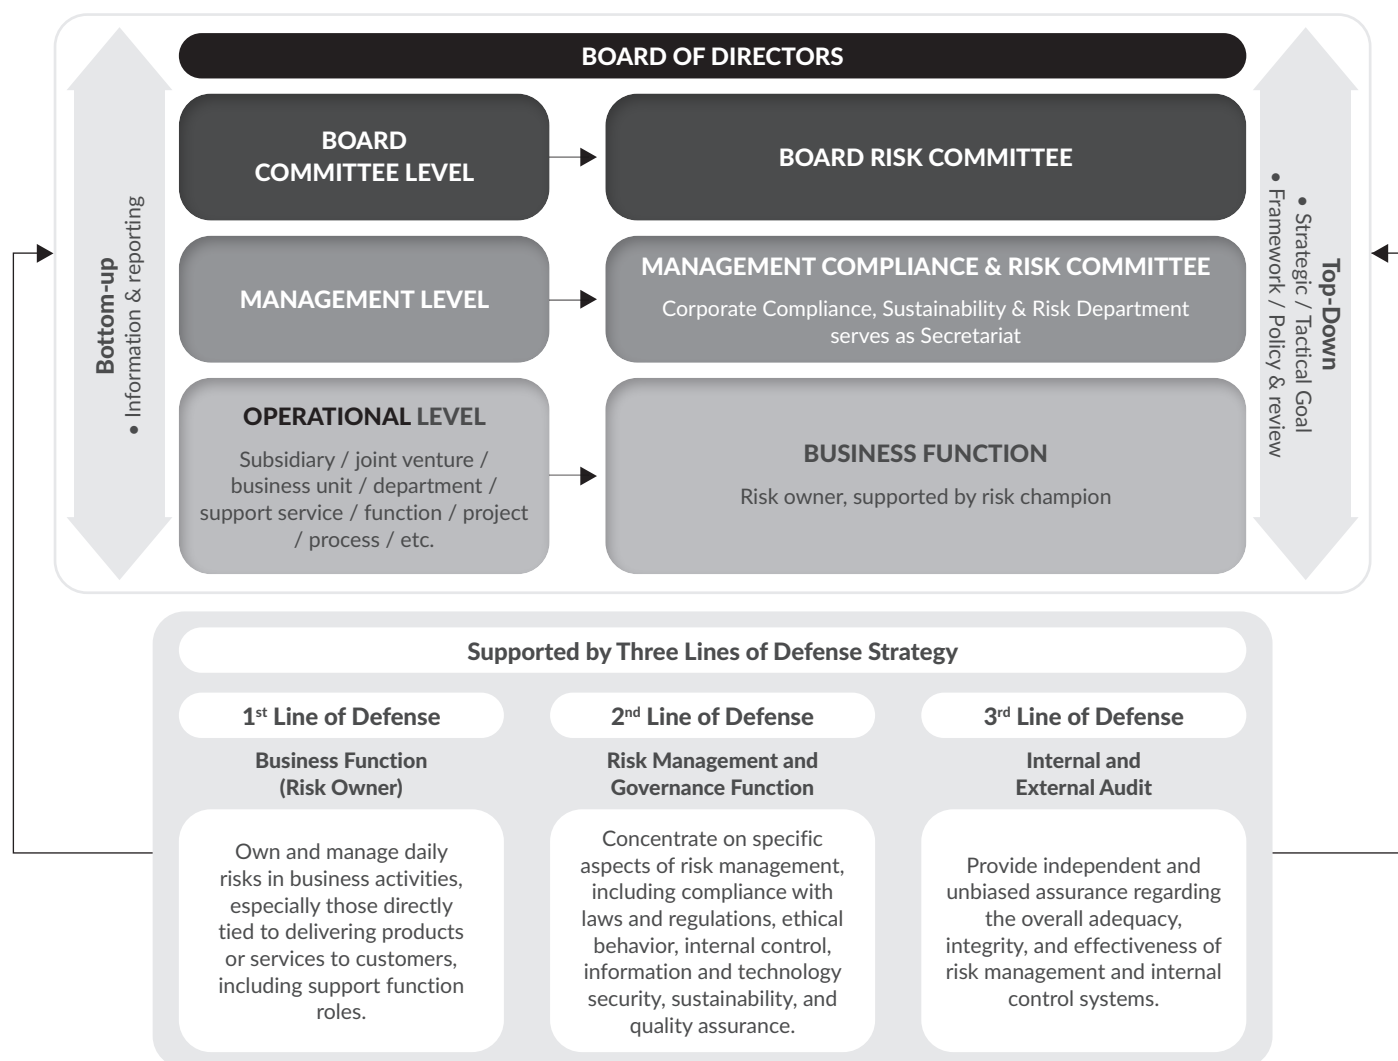 BOARD OF DIRECTORS
BOARD
COMMITTEE LEVEL
BOARD RISK COMMITTEE
MANAGEMENT LEVEL
MANAGEMENT COMPLIANCE & RISK COMMITTEE
Corporate Compliance, Sustainability & Risk Department
serves as Secretariat
OPERATIONAL LEVEL
Subsidiary / joint venture /
business unit / department /
support service / function / project
/ process / etc.
BUSINESS FUNCTION
Risk owner, supported by risk champion
Bottom-up
• Information & reporting
Top-Down
• Strategic / Tactical Goal
• Framework / Policy & review
Supported by Three Lines of Defense Strategy
1st Line of Defense
Business Function
(Risk Owner)
Own and manage daily
risks in business activities,
especially those directly
tied to delivering products
or services to customers,
including support function
roles.
2nd Line of Defense
Risk Management and
Governance Function
Concentrate on specific
aspects of risk management,
including compliance with
laws and regulations, ethical
behavior, internal control,
information and technology
security, sustainability, and
quality assurance.
3rd Line of Defense
Internal and
External Audit
Provide independent and
unbiased assurance regarding
the overall adequacy,
integrity, and effectiveness of
risk management and internal
control systems.